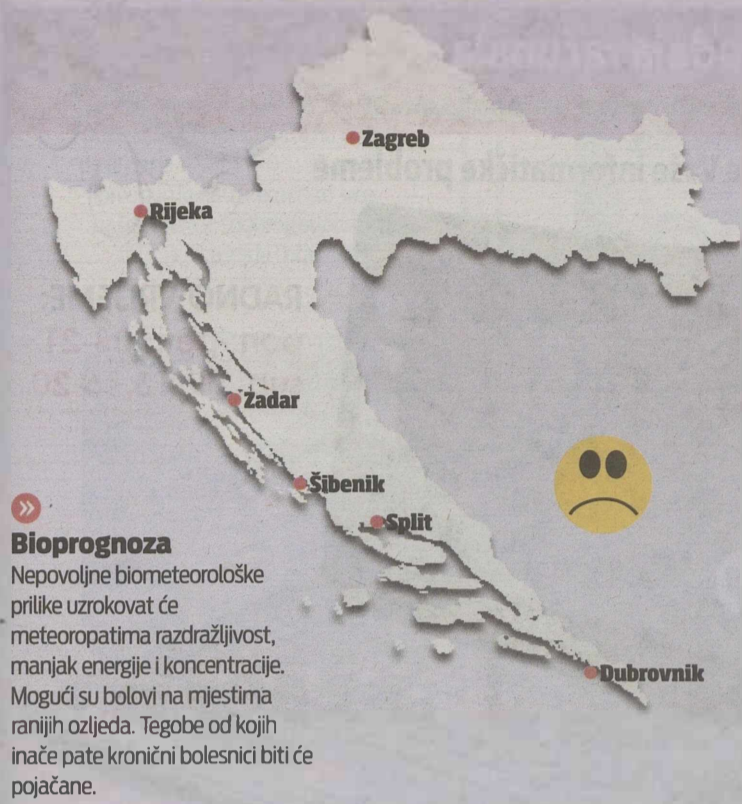 Zagreb
Rijeka
Zadar
Šibenik
Split
Dubrovnik
Bioprognoza
Nepovoljne biometeorološke
prilike uzrokovat će
meteoropatima razdražljivost,
manjak energije i koncentracije.
Mogući su bolovi na mjestima
ranijih ozljeda. Tegobe od kojih
inače pate kronični bolesnici biti će
pojačane.